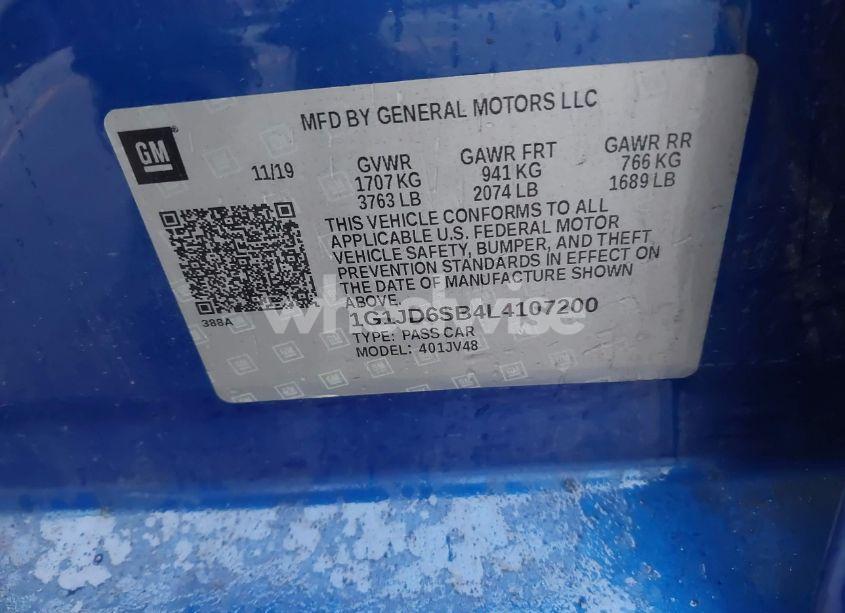 MFD BY GENERAL MOTORS LLC
GM
11/19
GVWR
1707 KG
3763 LB
GAWR FRT
941 KG
2074 LB
GAWR RR
766 KG
1689 LB
THIS VEHICLE CONFORMS TO ALL
APPLICABLE U.S. FEDERAL MOTOR
VEHICLE SAFETY, BUMPER, AND THEFT
PREVENTION STANDARDS IN EFFECT ON
THE DATE OF MANUFACTURE SHOWN
ABOVE.
1G1JD6SB4L4107200
TYPE: PASS CAR
MODEL: 401JV48
388A